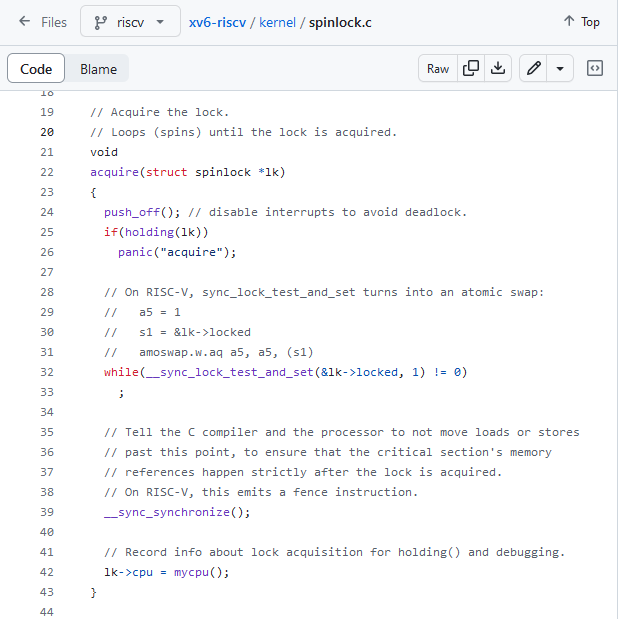 Files riscv xv6-riscv / kernel / spinlock.c Top
Code Blame Raw
18
19 // Acquire the lock.
20 // Loops (spins) until the lock is acquired.
21 void
22 acquire(struct spinlock *lk)
23 {
24   push_off(); // disable interrupts to avoid deadlock.
25   if(holding(lk))
26     panic("acquire");
27
28   // On RISC-V, sync_lock_test_and_set turns into an atomic swap:
29   //   a5 = 1
30   //   s1 = &lk->locked
31   //   amoswap.w.aq a5, a5, (s1)
32   while(__sync_lock_test_and_set(&lk->locked, 1) != 0)
33     ;
34
35   // Tell the C compiler and the processor to not move loads or stores
36   // past this point, to ensure that the critical section's memory
37   // references happen strictly after the lock is acquired.
38   // On RISC-V, this emits a fence instruction.
39   __sync_synchronize();
40
41   // Record info about lock acquisition for holding() and debugging.
42   lk->cpu = mycpu();
43 }
44